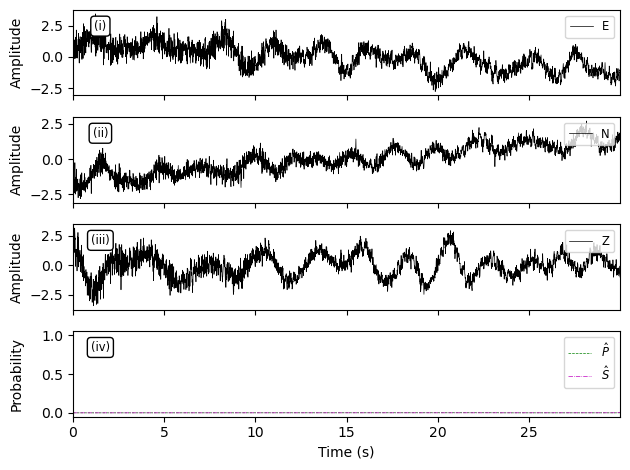 (i)
E
Amplitude
2.5
0.0
−2.5
(ii)
N
Amplitude
2.5
0.0
−2.5
(iii)
Z
Amplitude
2.5
0.0
−2.5
(iv)
P̂
Ŝ
Probability
1.0
0.5
0.0
0 5 10 15 20 25
Time (s)